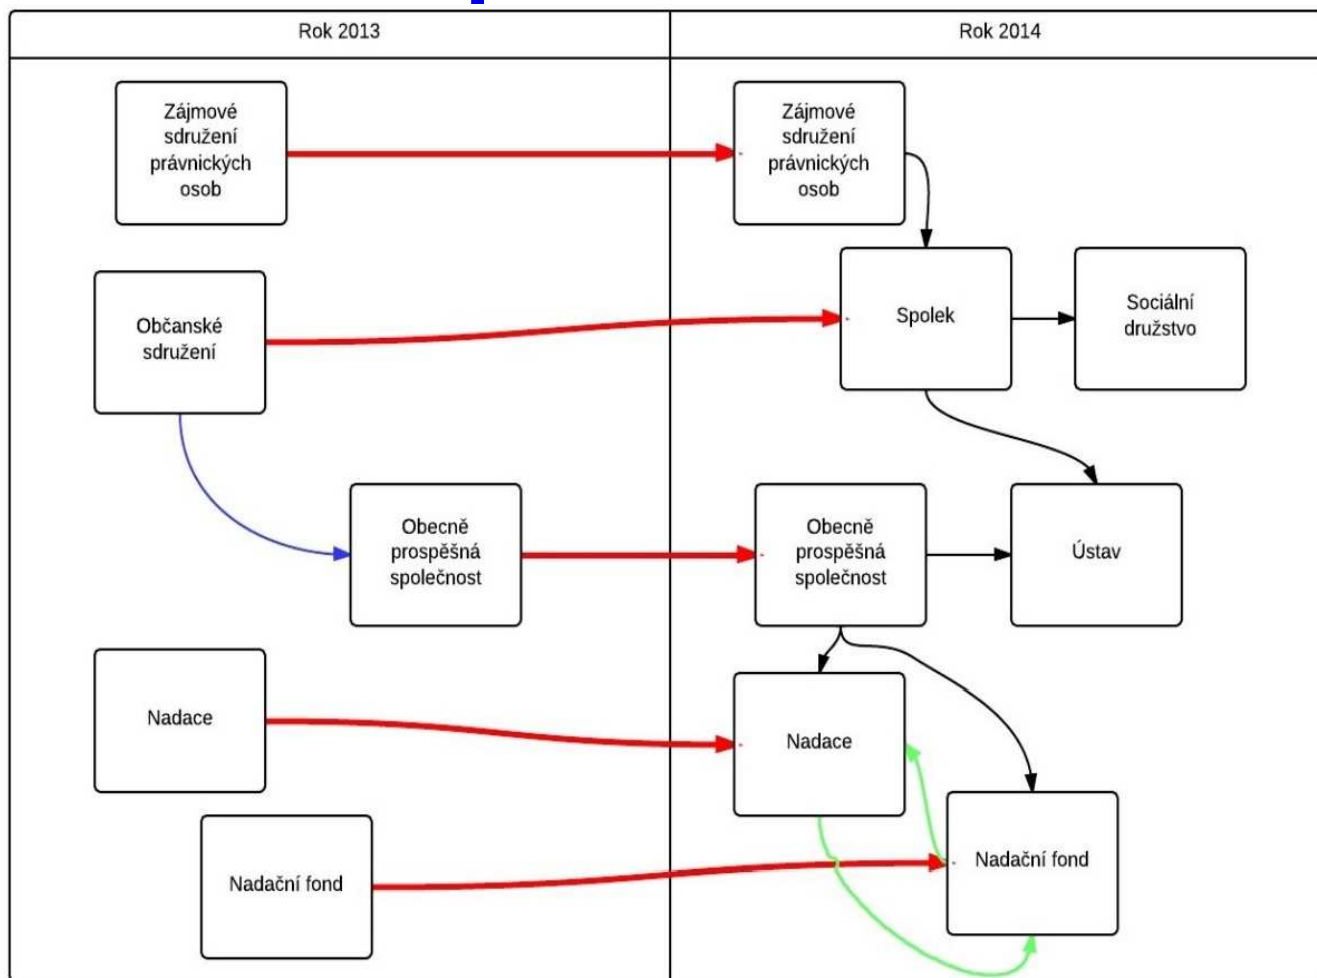 Rok 2013
Rok 2014
Zájmové
sdružení
právnických
osob
Zájmové
sdružení
právnických
osob
Občanské
sdružení
Spolek
Sociální
družstvo
Obecně
prospěšná
společnost
Obecně
prospěšná
společnost
Ústav
Nadace
Nadace
Nadační fond
Nadační fond